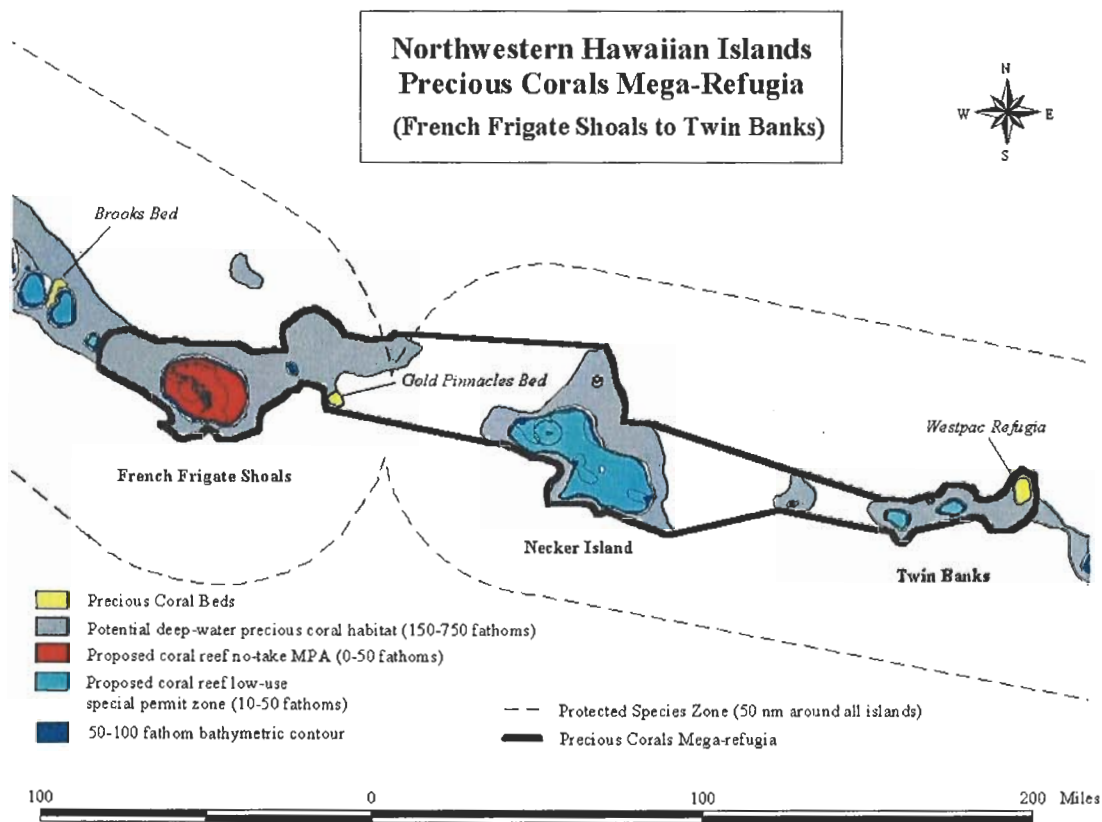 Northwestern Hawaiian Islands
Precious Corals Mega-Refugia
(French Frigate Shoals to Twin Banks)
N
W E
S
Brooks Bed
Gold Pinnacles Bed
Westpac Refugia
French Frigate Shoals
Necker Island
Twin Banks
Precious Coral Beds
Potential deep-water precious coral habitat (150-750 fathoms)
Proposed coral reef no-take MPA (0-50 fathoms)
Proposed coral reef low-use
special permit zone (10-50 fathoms)
50-100 fathom bathymetric contour
Protected Species Zone (50 nm around all islands)
Precious Corals Mega-refugia
100 0 100 200 Miles